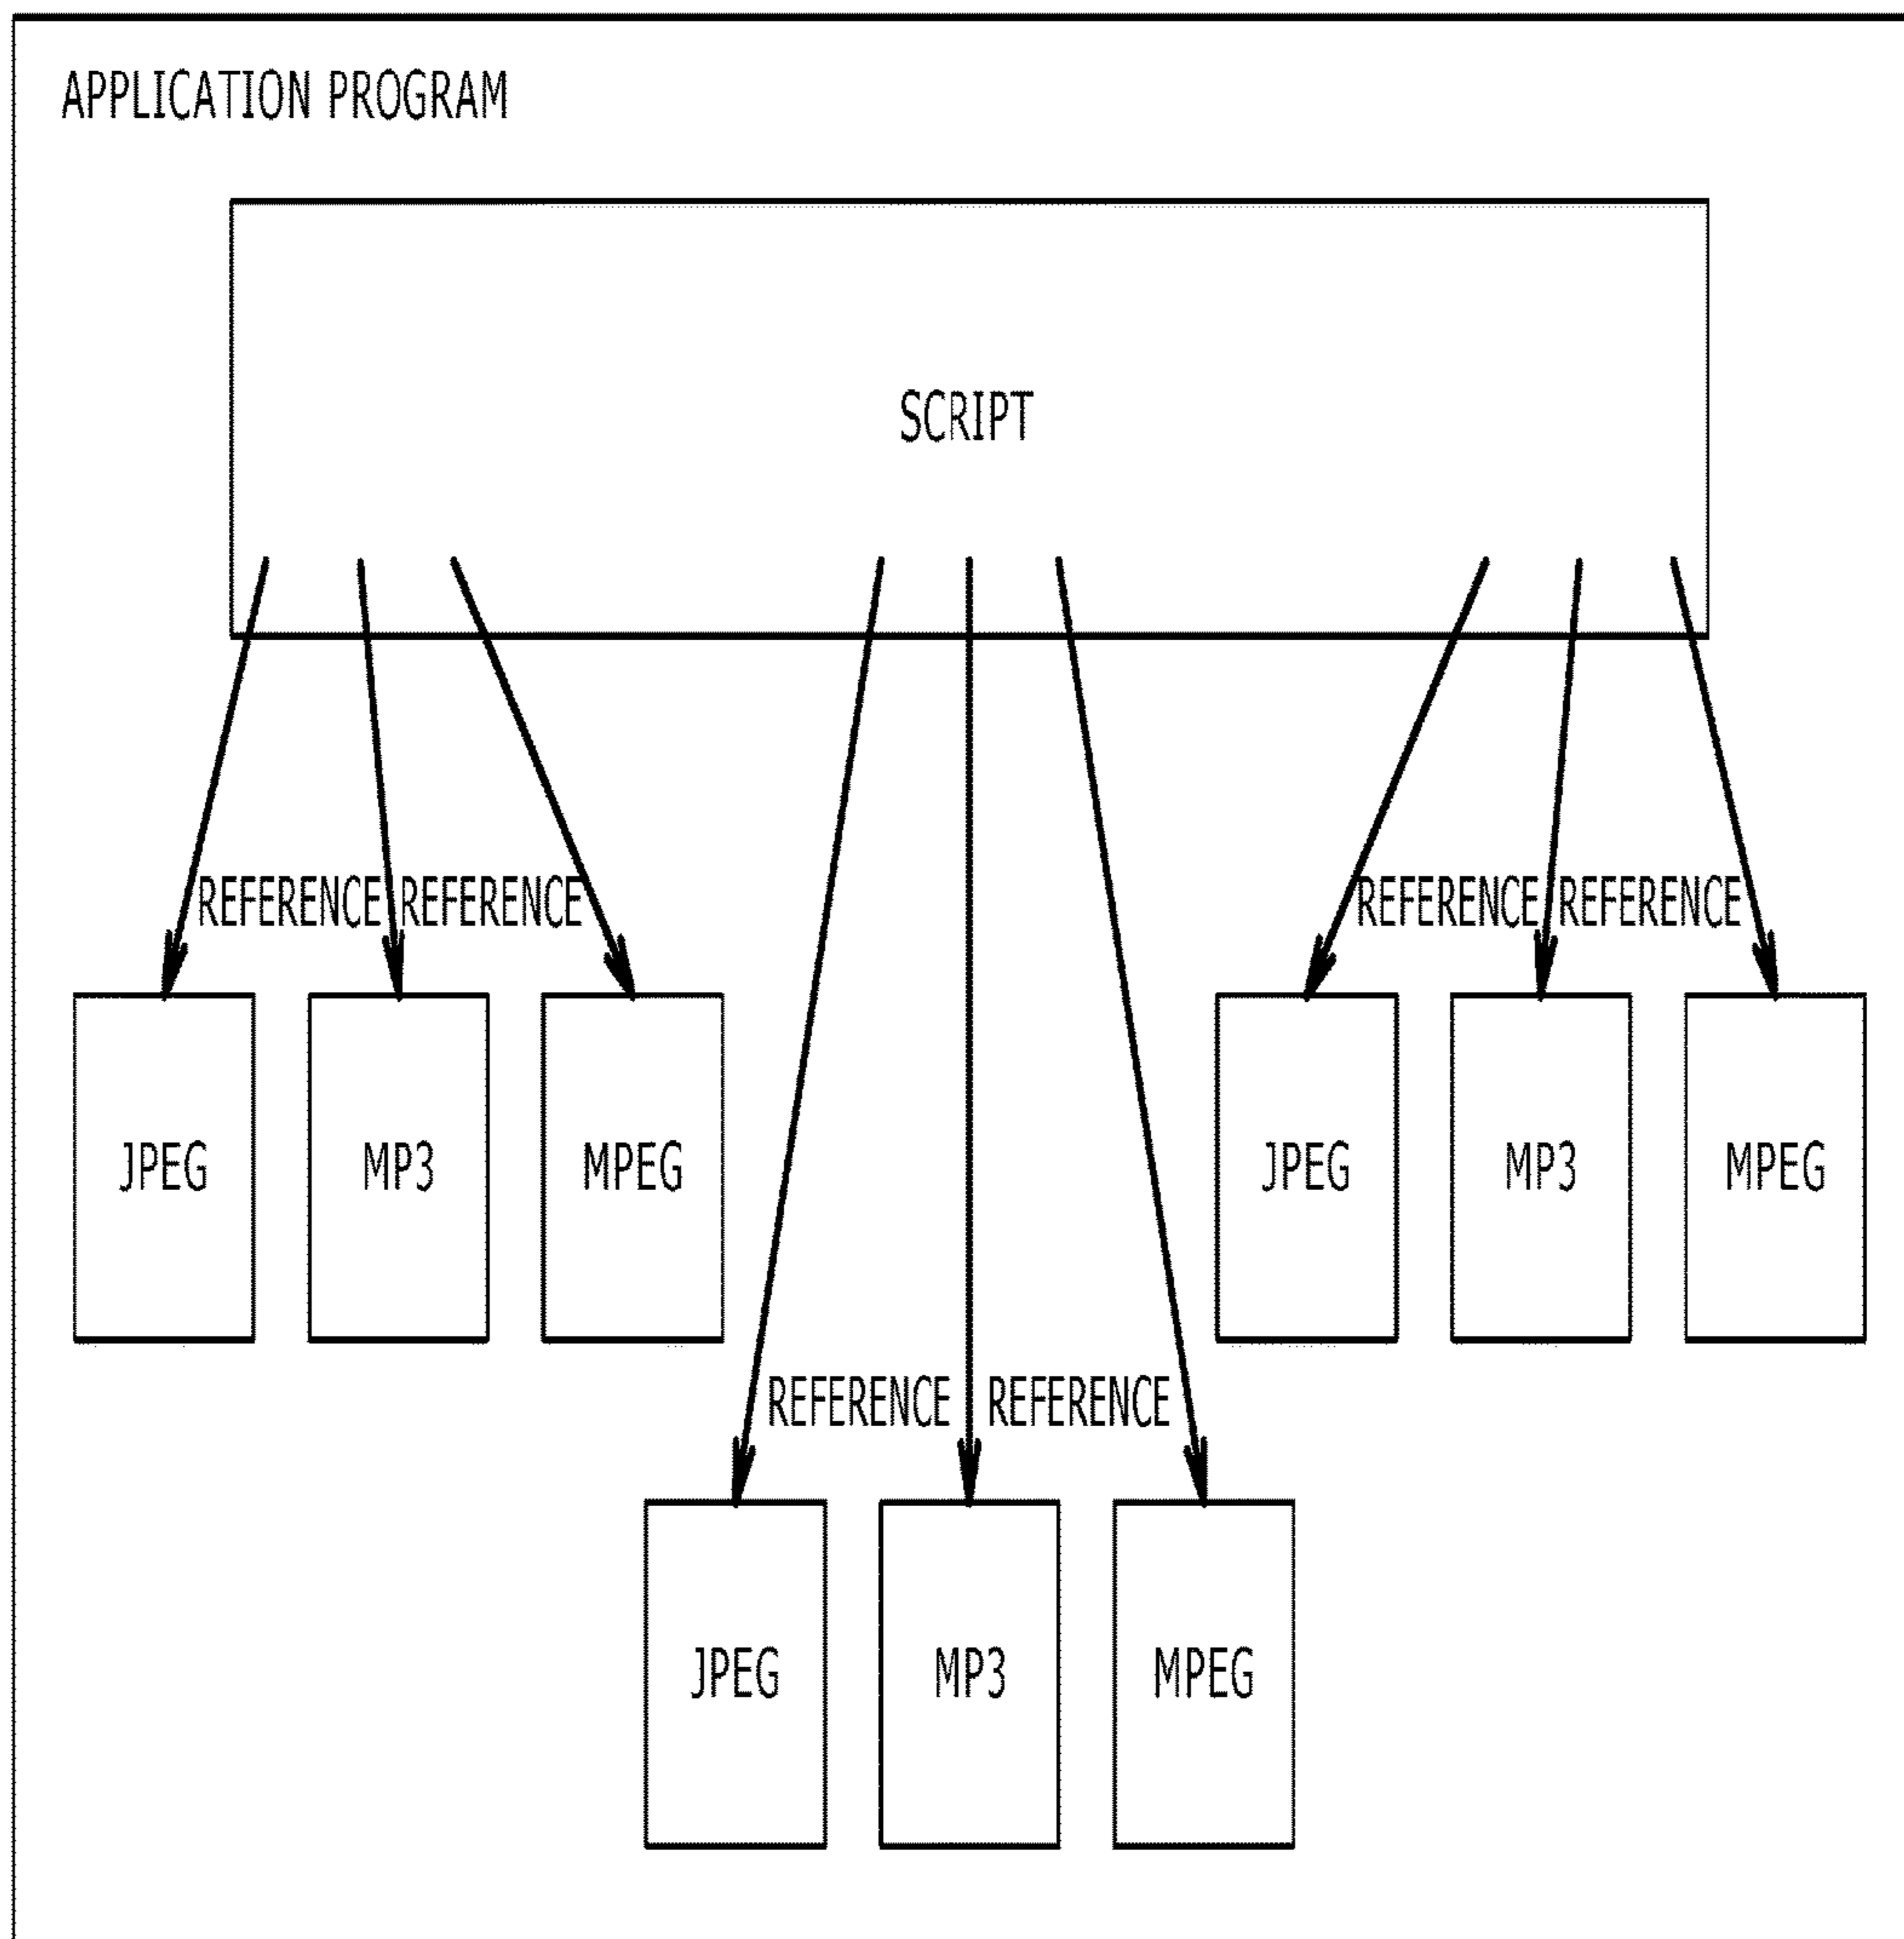 APPLICATION PROGRAM
SCRIPT
REFERENCE REFERENCE
REFERENCE REFERENCE
JPEG
MP3
MPEG
JPEG
MP3
MPEG
REFERENCE REFERENCE
JPEG
MP3
MPEG